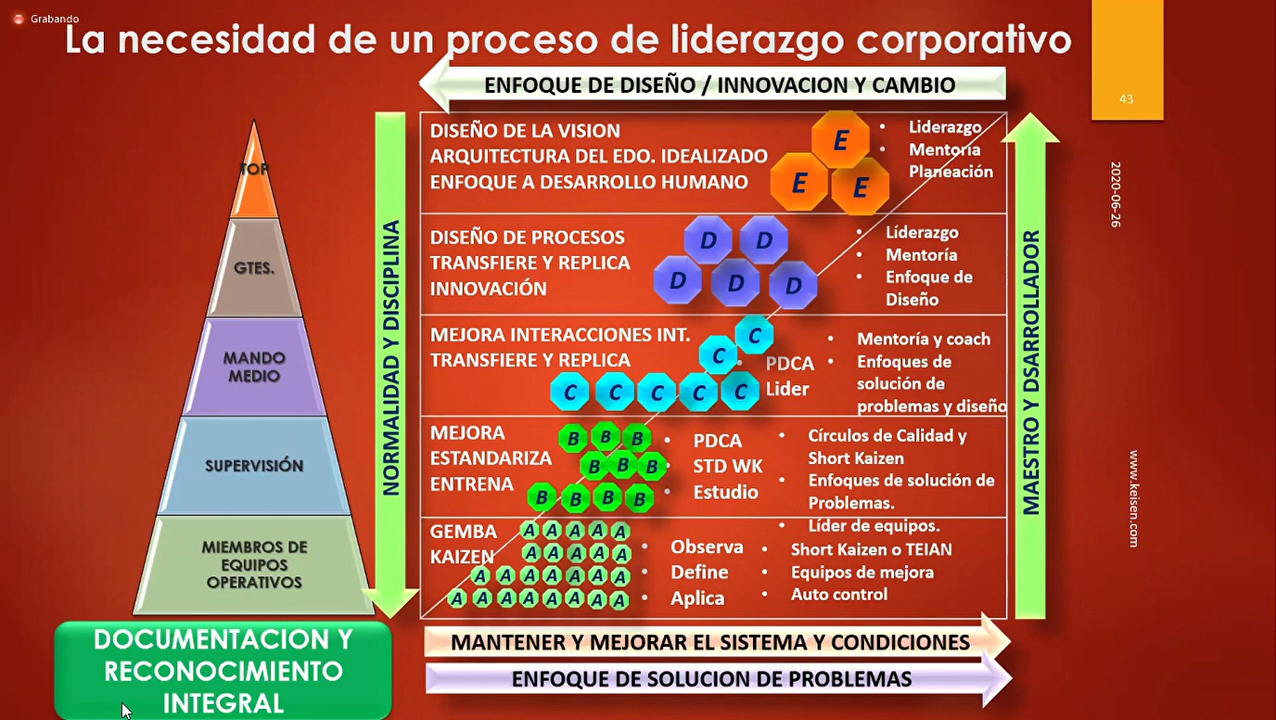 Grabando
La necesidad de un proceso de liderazgo corporativo
43
2020-06-26
www.keisen.com
ENFOQUE DE DISEÑO / INNOVACION Y CAMBIO
TOP
GTES.
MANDO
MEDIO
SUPERVISIÓN
MIEMBROS DE
EQUIPOS
OPERATIVOS
NORMALIDAD Y DISCIPLINA
DISEÑO DE LA VISION
ARQUITECTURA DEL EDO. IDEALIZADO
ENFOQUE A DESARROLLO HUMANO
E
E E
• Liderazgo
• Mentoría
Planeación
DISEÑO DE PROCESOS
TRANSFIERE Y REPLICA
INNOVACIÓN
D D
D D D
• Líderazgo
• Mentoría
• Enfoque de
Diseño
MEJORA INTERACCIONES INT.
TRANSFIERE Y REPLICA
C
C
C C C C C
• PDCA
Lider
• Mentoría y coach
• Enfoques de
solución de
problemas y diseño
MEJORA
ESTANDARIZA
ENTRENA
B B B
B B B
B B B B
• PDCA
• STD WK
• Estudio
• Círculos de Calidad y
Short Kaizen
• Enfoques de solución de
Problemas.
• Líder de equipos.
GEMBA
KAIZEN
A A A A A
A A A A A
A A A A A A A
A A A A A A A A
• Observa
• Define
• Aplica
• Short Kaizen o TEIAN
• Equipos de mejora
• Auto control
MAESTRO Y DSARROLLADOR
DOCUMENTACION Y
RECONOCIMIENTO
INTEGRAL
MANTENER Y MEJORAR EL SISTEMA Y CONDICIONES
ENFOQUE DE SOLUCION DE PROBLEMAS